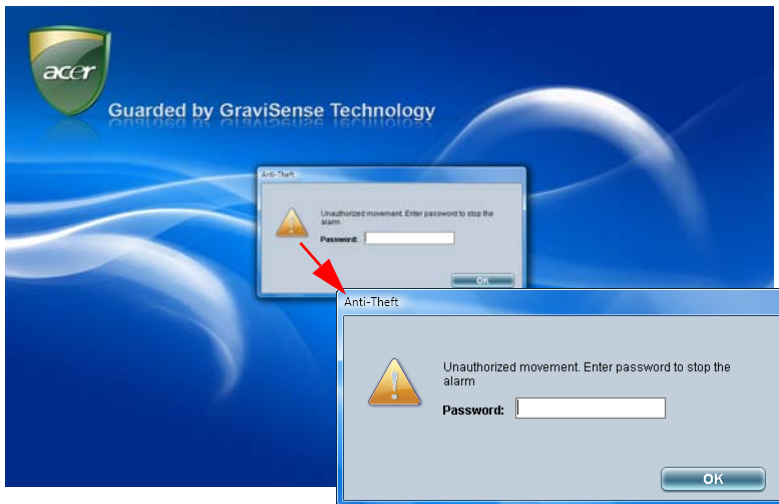 acer
Guarded by GraviSense Technology
Anti-Theft
Unauthorized movement. Enter password to stop the
alarm
Password:
OK
Anti-Theft
Unauthorized movement. Enter password to stop the
alarm
Password:
OK